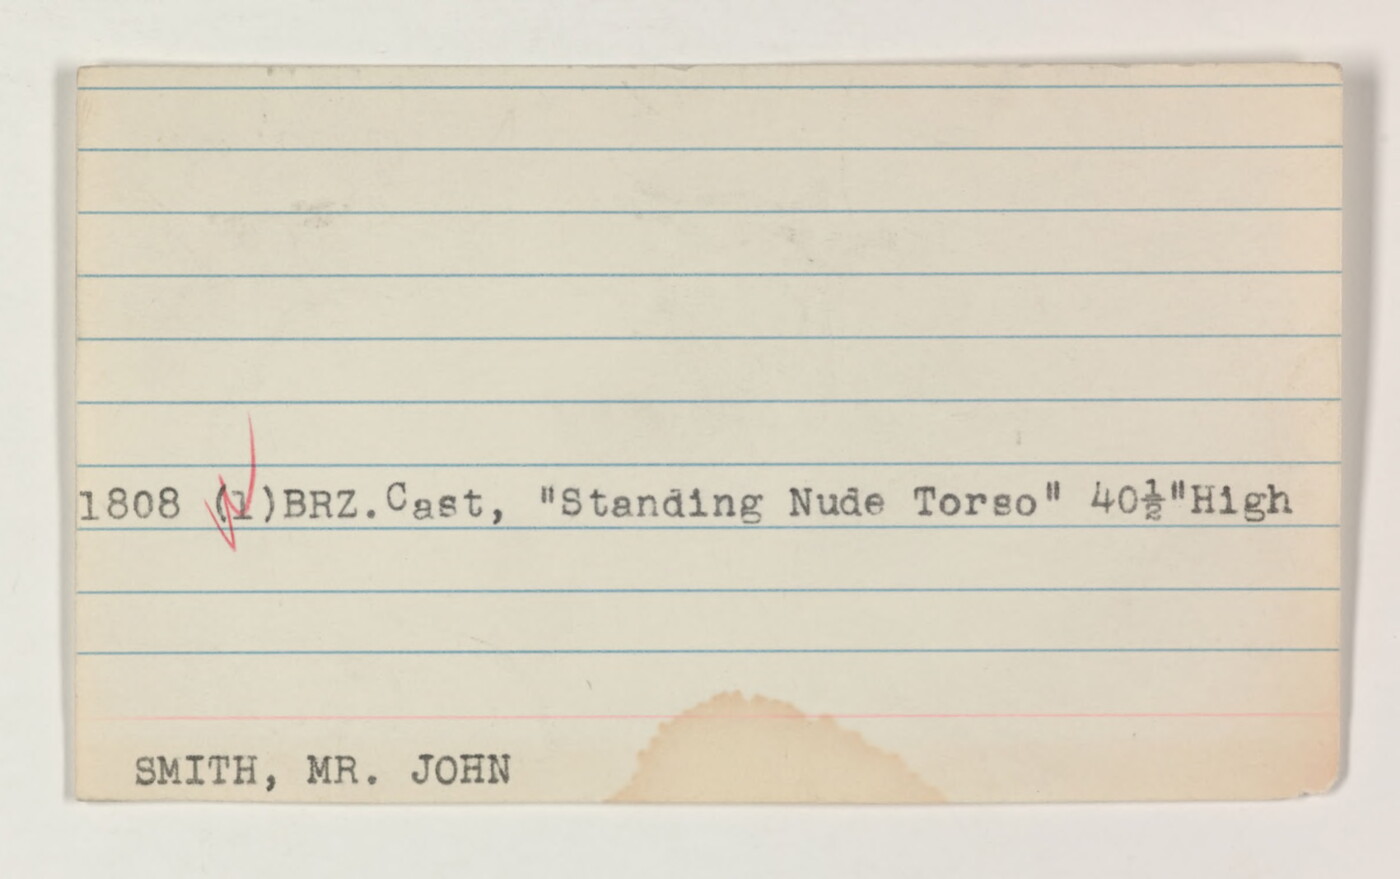 1808 (1)BRZ.Cast, "Standing Nude Torso" 40½"High
SMITH, MR. JOHN